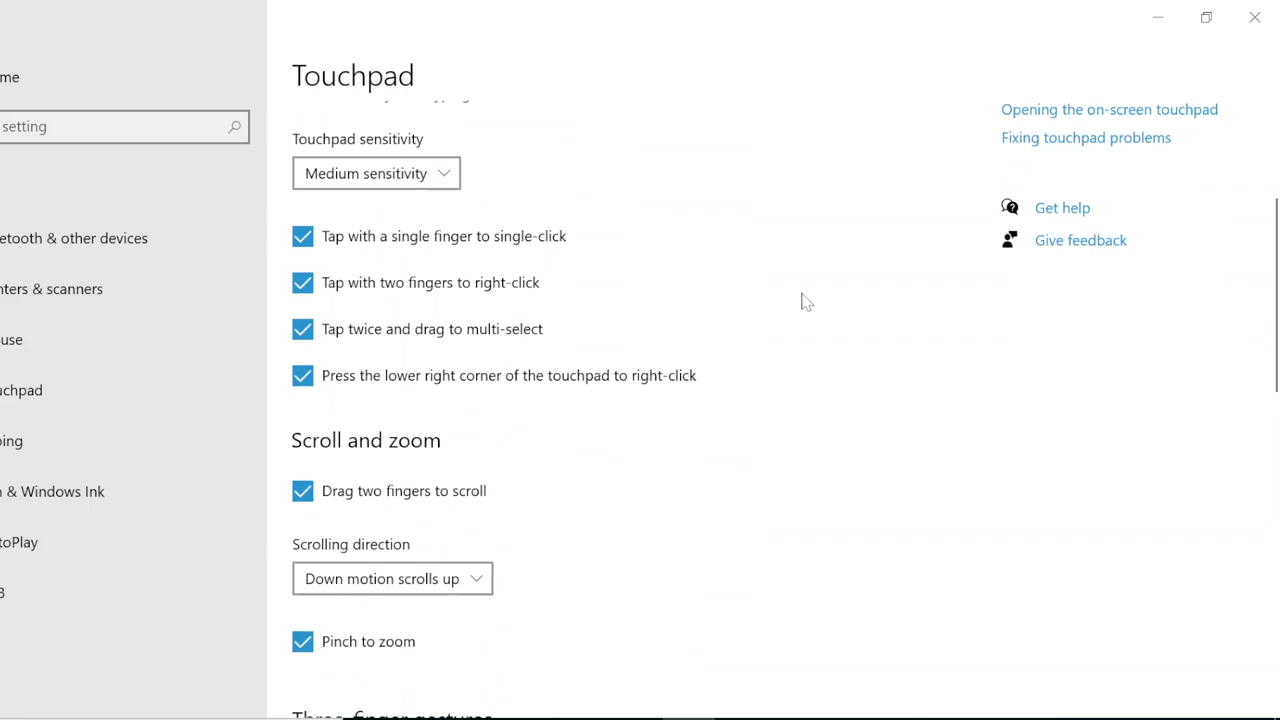 me
setting
etooth & other devices
nters & scanners
use
uchpad
ping
n & Windows Ink
toPlay
B
Touchpad
Touchpad sensitivity
Medium sensitivity
Tap with a single finger to single-click
Tap with two fingers to right-click
Tap twice and drag to multi-select
Press the lower right corner of the touchpad to right-click
Scroll and zoom
Drag two fingers to scroll
Scrolling direction
Down motion scrolls up
Pinch to zoom
Three-finger gestures
Opening the on-screen touchpad
Fixing touchpad problems
Get help
Give feedback